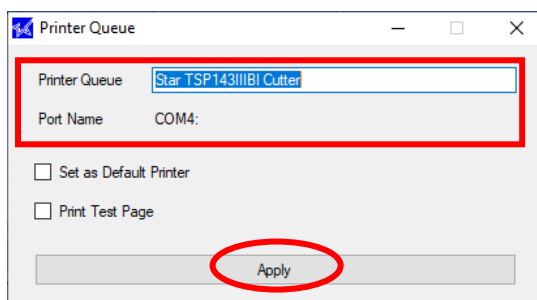 Printer Queue
Printer Queue Star TSP143IIIBI Cutter
Port Name COM4:
Set as Default Printer
Print Test Page
Apply